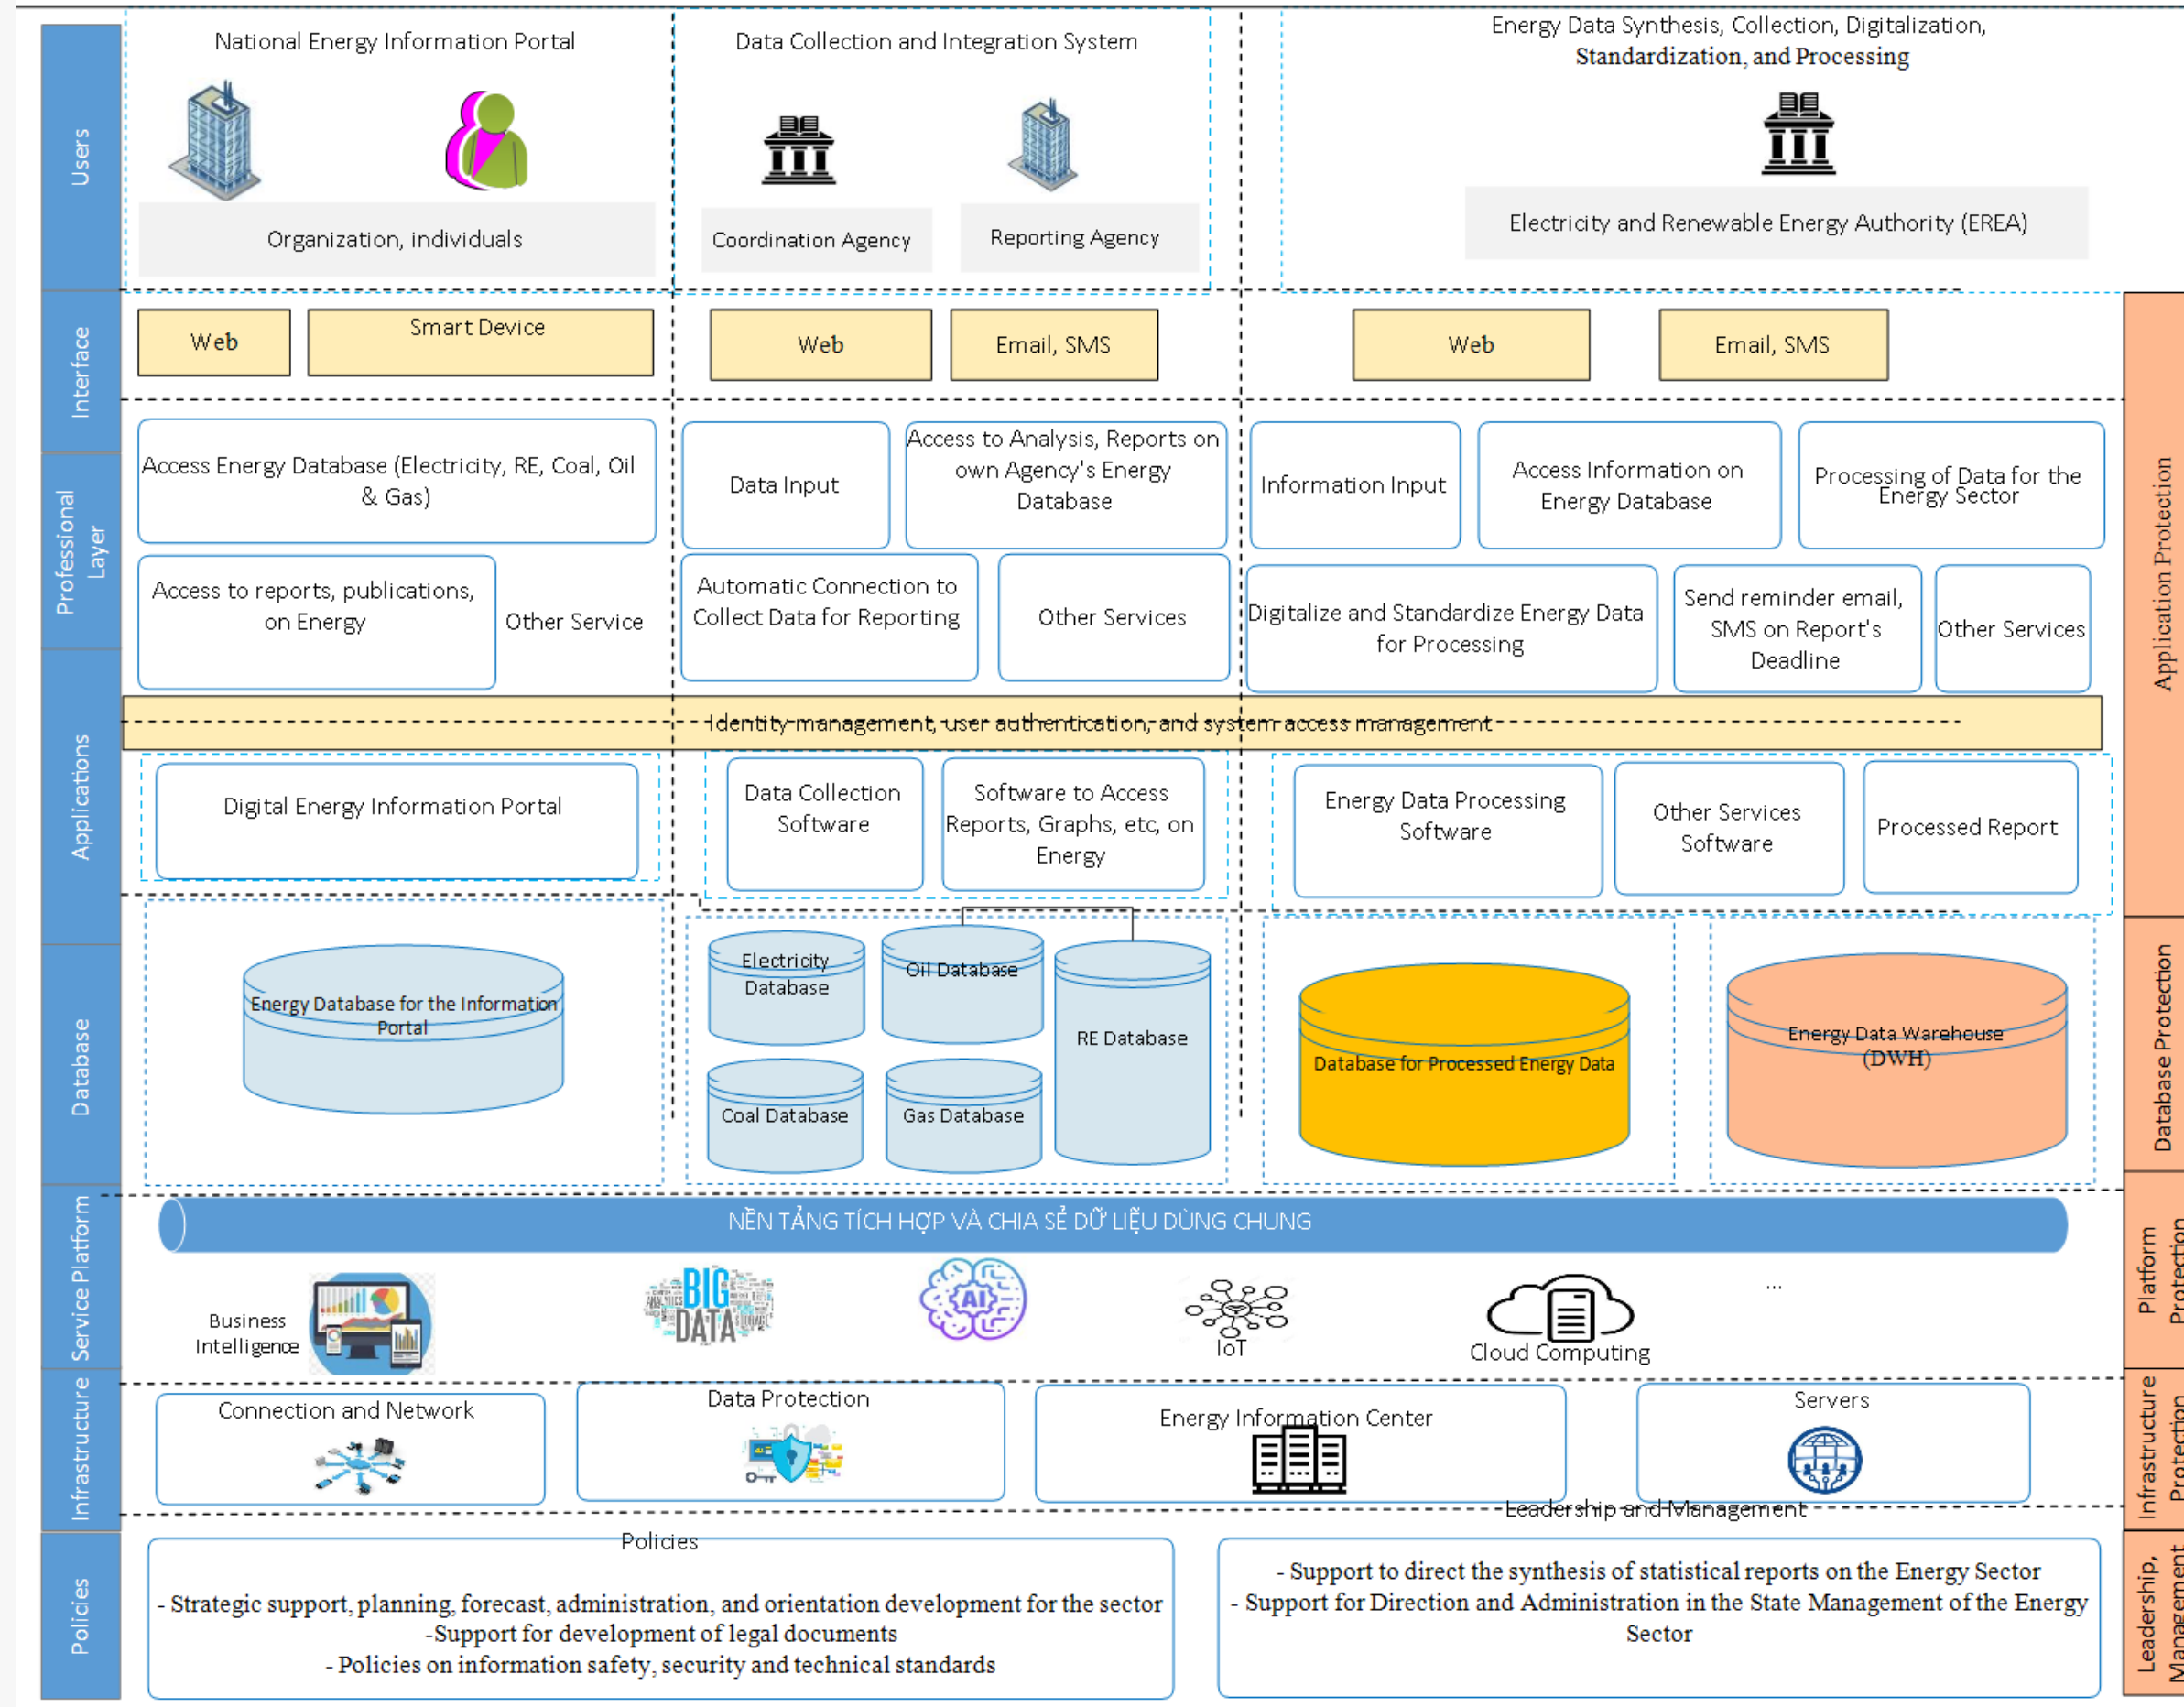 Users
National Energy Information Portal
Data Collection and Integration System
Energy Data Synthesis, Collection, Digitalization,
Standardization, and Processing
Organization, individuals
Coordination Agency
Reporting Agency
Electricity and Renewable Energy Authority (EREA)
Interface
Web
Smart Device
Web
Email, SMS
Web
Email, SMS
Application Protection
Professional
Layer
Access Energy Database (Electricity, RE, Coal, Oil
& Gas)
Data Input
Access to Analysis, Reports on
own Agency's Energy
Database
Information Input
Access Information on
Energy Database
Processing of Data for the
Energy Sector
Access to reports, publications,
on Energy
Other Service
Automatic Connection to
Collect Data for Reporting
Other Services
Digitalize and Standardize Energy Data
for Processing
Send reminder email,
SMS on Report's
Deadline
Other Services
Identity management, user authentication, and system access management
Applications
Digital Energy Information Portal
Data Collection
Software
Software to Access
Reports, Graphs, etc, on
Energy
Energy Data Processing
Software
Other Services
Software
Processed Report
Database
Energy Database for the Information
Portal
Electricity
Database
Oil Database
RE Database
Coal Database
Gas Database
Database for Processed Energy Data
Energy Data Warehouse
(DWH)
Database Protection
Service Platform
NỀN TẢNG TÍCH HỢP VÀ CHIA SẺ DỮ LIỆU DÙNG CHUNG
Business
Intelligence
BIG
DATA
AI
IoT
Cloud Computing
...
Platform
Protection
Infrastructure
Connection and Network
Data Protection
Energy Information Center
Servers
Infrastructure
Protection
Leadership and Management
Policies
Policies
- Strategic support, planning, forecast, administration, and orientation development for the sector
-Support for development of legal documents
- Policies on information safety, security and technical standards
- Support to direct the synthesis of statistical reports on the Energy Sector
- Support for Direction and Administration in the State Management of the Energy
Sector
Leadership,
Management